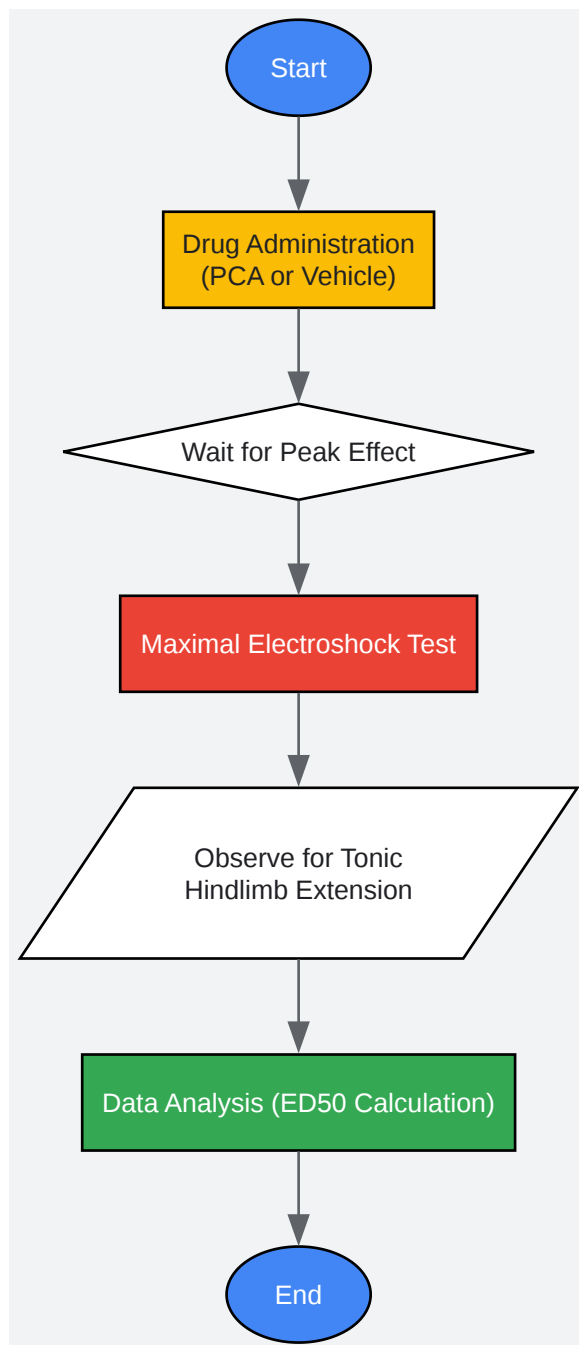 Start
Drug Administration
(PCA or Vehicle)
Wait for Peak Effect
Maximal Electroshock Test
Observe for Tonic
Hindlimb Extension
Data Analysis (ED50 Calculation)
End